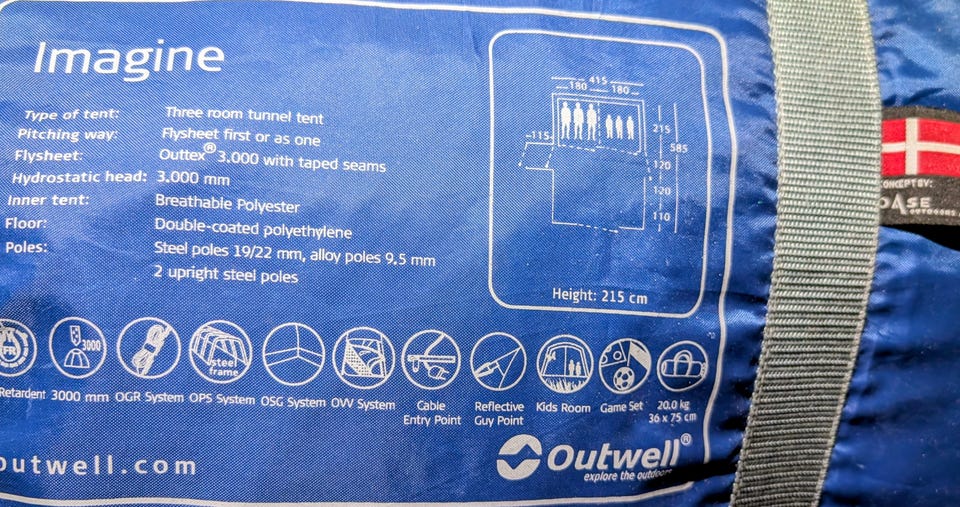 Imagine
Type of tent: Three room tunnel tent
Pitching way: Flysheet first or as one
Flysheet: Outtex® 3.000 with taped seams
Hydrostatic head: 3.000 mm
Inner tent: Breathable Polyester
Floor: Double-coated polyethylene
Poles: Steel poles 19/22 mm, alloy poles 9,5 mm
2 upright steel poles
415
180 180
115
215
585
120
120
110
Height: 215 cm
FR
3000
steel
frame
Retardent
3000 mm
OGR System
OPS System
OSG System
OVV System
Cable
Entry Point
Reflective
Guy Point
Kids Room
Game Set
20,0 kg
36 x 75 cm
outwell.com
Outwell®
explore the outdoors
CONCEPT BY:
OASE
OUTDOORS